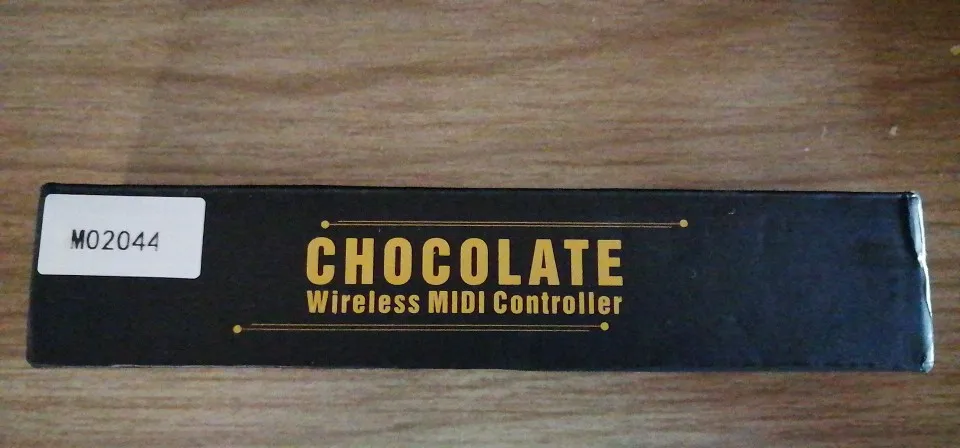 M02044
CHOCOLATE
Wireless MIDI Controller